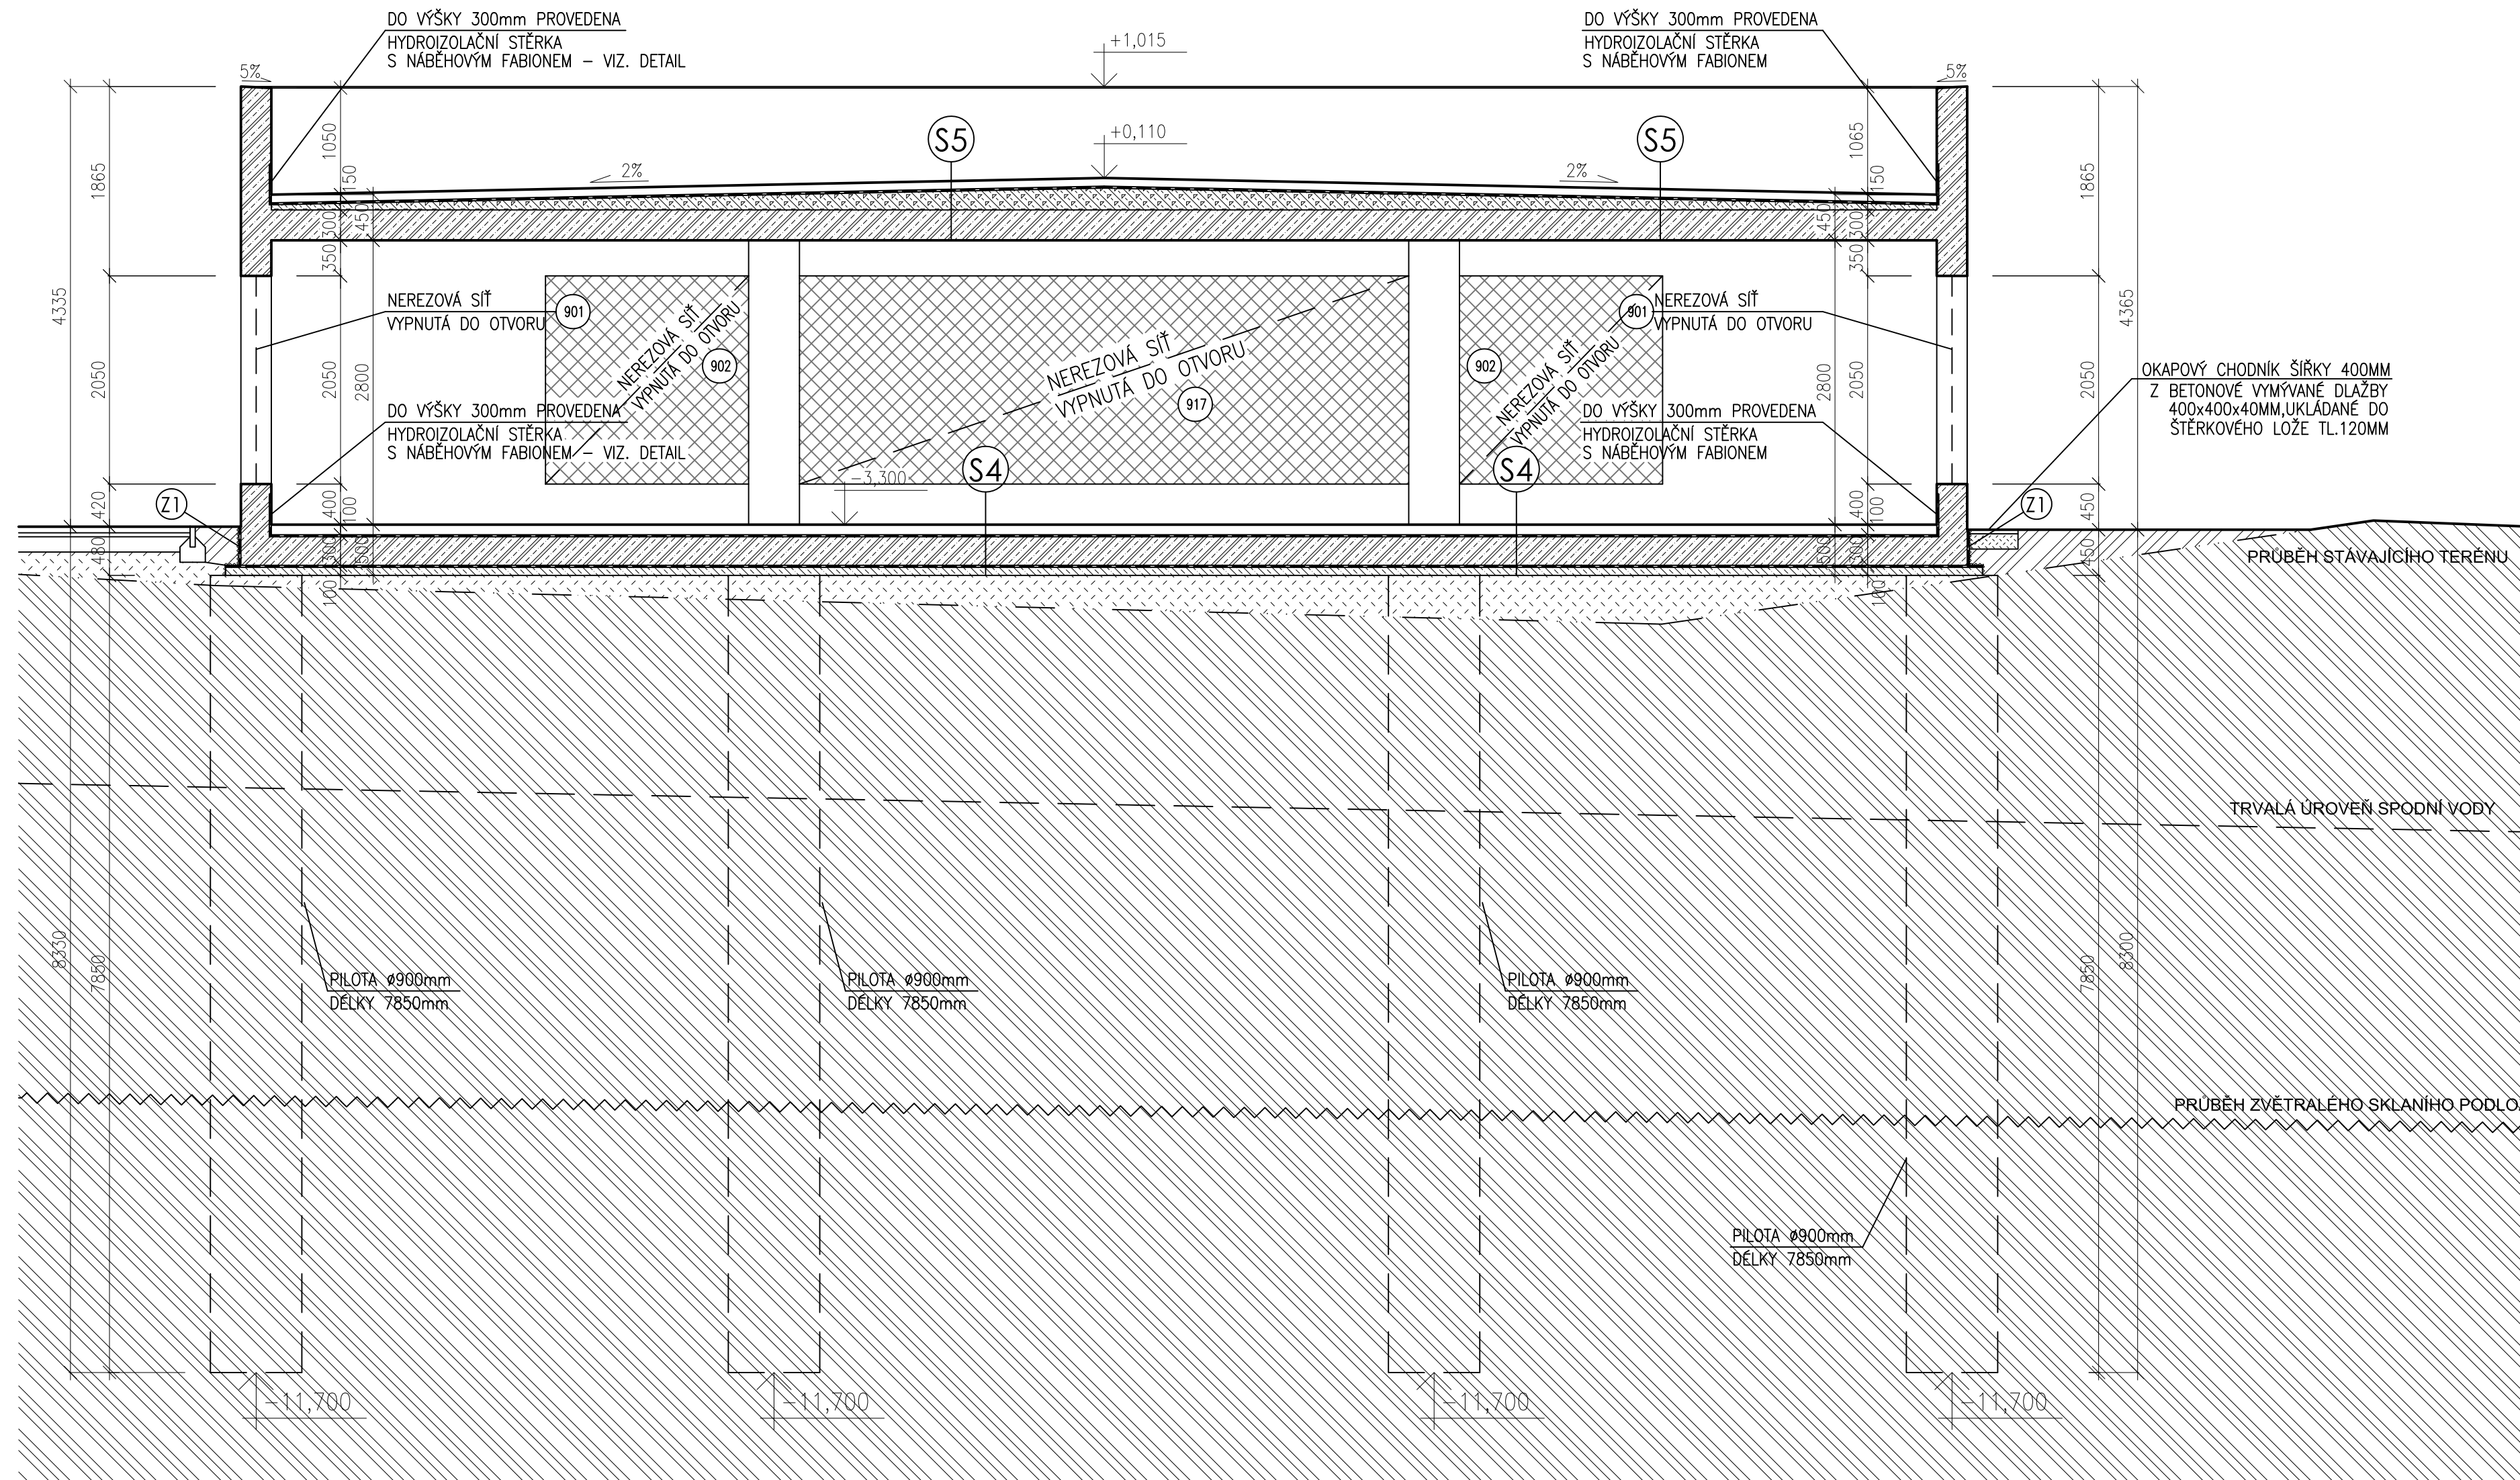 DO VÝŠKY 300mm PROVEDENA
HYDROIZOLAČNÍ STĚRKA
S NÁBĚHOVÝM FABIONEM – VIZ. DETAIL
+1,015
DO VÝŠKY 300mm PROVEDENA
HYDROIZOLAČNÍ STĚRKA
S NÁBĚHOVÝM FABIONEM
5%
5%
+0,110
S5
S5
2%
2%
1865
1050
150
300
450
350
1065
150
450
300
350
1865
4335
2050
2050
2800
NEREZOVÁ SÍŤ
VYPNUTÁ DO OTVORU
901
NEREZOVÁ SÍŤ
VYPNUTÁ DO OTVORU
902
NEREZOVÁ SÍŤ
VYPNUTÁ DO OTVORU
917
902
NEREZOVÁ SÍŤ
VYPNUTÁ DO OTVORU
901
NEREZOVÁ SÍŤ
VYPNUTÁ DO OTVORU
2800
2050
2050
4365
OKAPOVÝ CHODNÍK ŠÍŘKY 400MM
Z BETONOVÉ VYMÝVANÉ DLAŽBY
400x400x40MM,UKLÁDANÉ DO
ŠTĚRKOVÉHO LOŽE TL.120MM
DO VÝŠKY 300mm PROVEDENA
HYDROIZOLAČNÍ STĚRKA
S NÁBĚHOVÝM FABIONEM – VIZ. DETAIL
DO VÝŠKY 300mm PROVEDENA
HYDROIZOLAČNÍ STĚRKA
S NÁBĚHOVÝM FABIONEM
S4
S4
-3,300
Z1
Z1
420
480
400
100
300
500
100
400
100
500
300
100
450
450
PRŮBĚH STÁVAJÍCÍHO TERÉNU
TRVALÁ ÚROVEŇ SPODNÍ VODY
8330
7850
PILOTA ø900mm
DÉLKY 7850mm
PILOTA ø900mm
DÉLKY 7850mm
PILOTA ø900mm
DÉLKY 7850mm
7850
8300
PRŮBĚH ZVĚTRALÉHO SKLANÍHO PODLO
PILOTA ø900mm
DÉLKY 7850mm
-11,700
-11,700
-11,700
-11,700